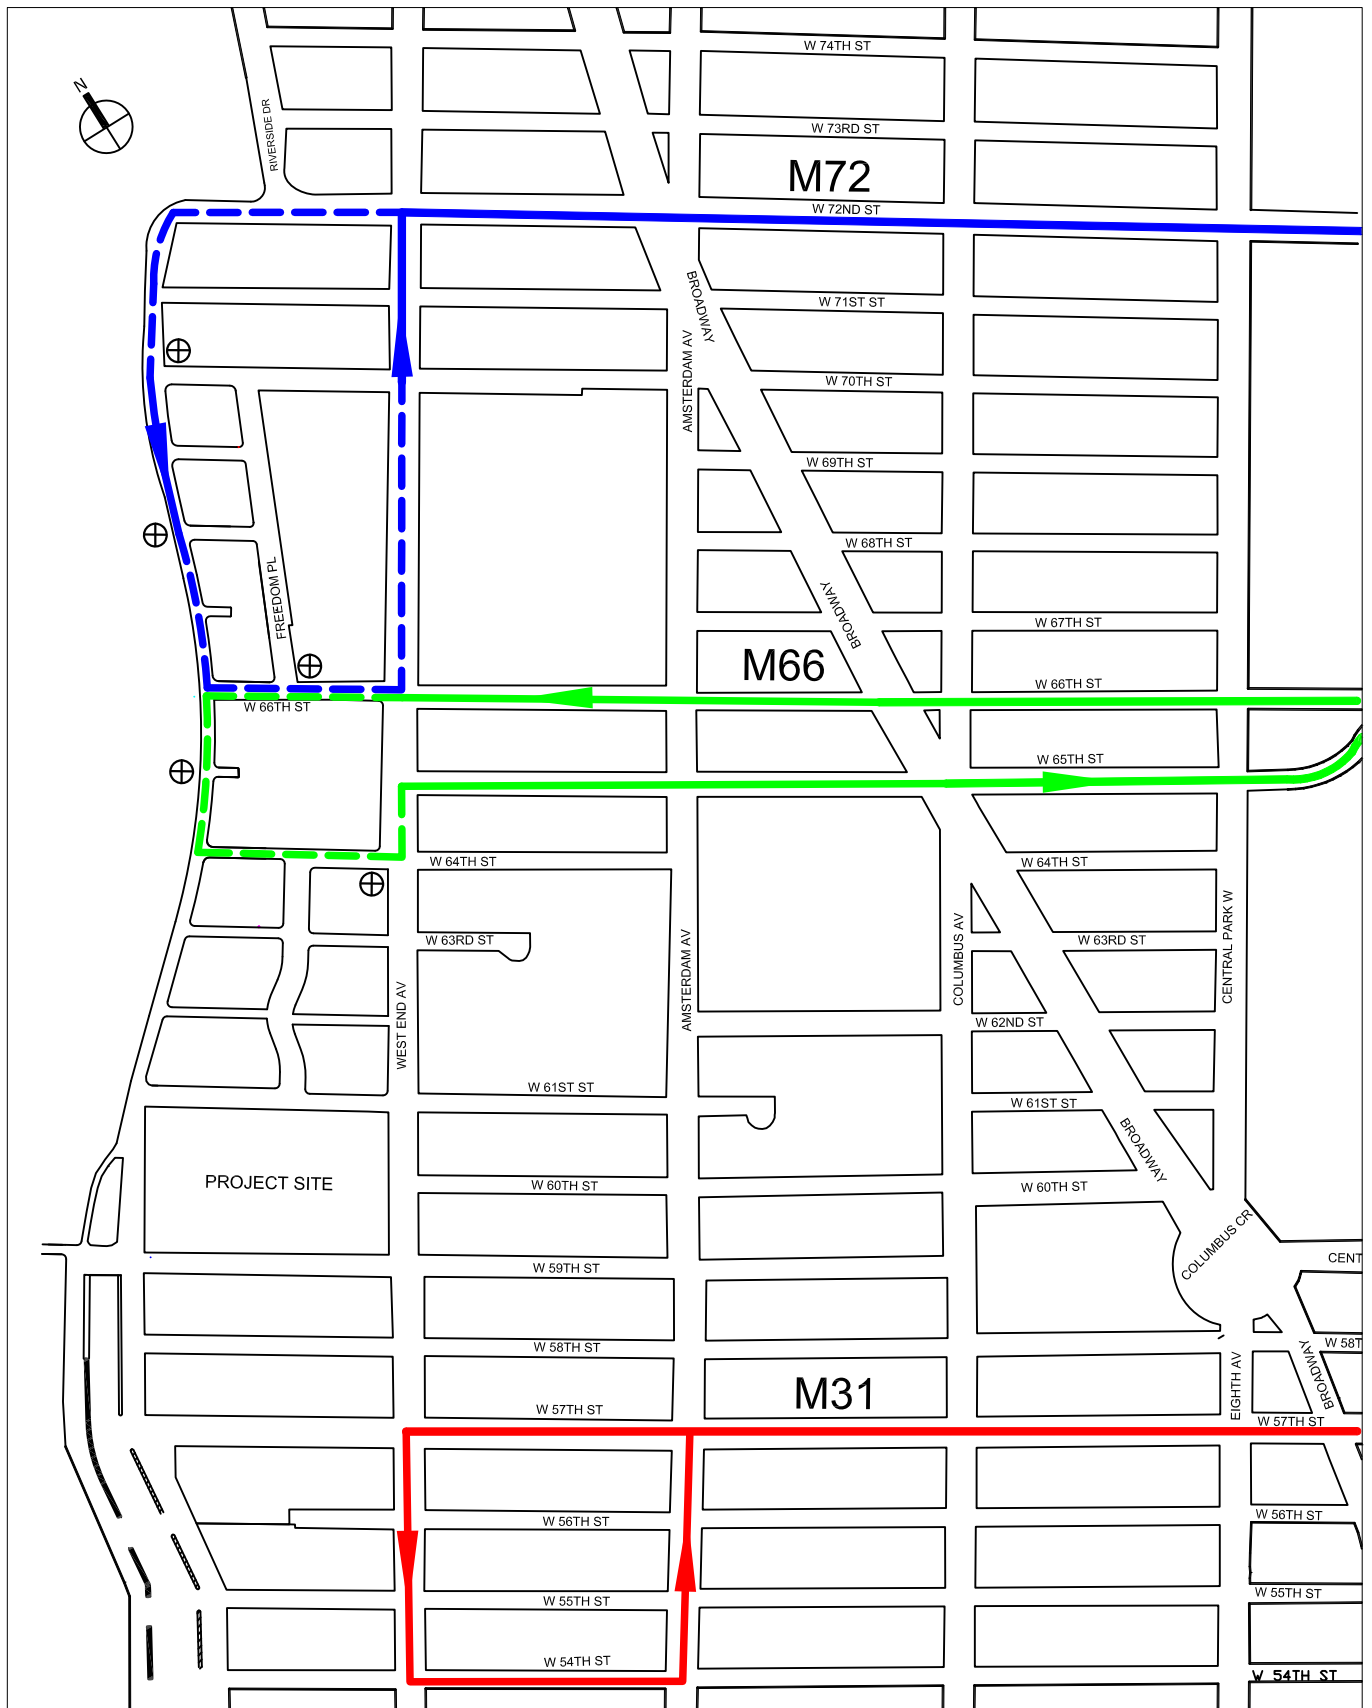 W 74TH ST
N
RIVERSIDE DR
W 73RD ST
M72
W 72ND ST
BROADWAY
W 71ST ST
AMSTERDAM AV
W 70TH ST
W 69TH ST
W 68TH ST
FREEDOM PL
BROADWAY
W 67TH ST
M66
W 66TH ST
W 66TH ST
W 65TH ST
W 64TH ST
W 64TH ST
W 63RD ST
W 63RD ST
COLUMBUS AV
CENTRAL PARK W
AMSTERDAM AV
WEST END AV
W 62ND ST
W 61ST ST
W 61ST ST
BROADWAY
PROJECT SITE
W 60TH ST
W 60TH ST
COLUMBUS CR
W 59TH ST
CENT
W 58TH ST
W 58T
BROADWAY
EIGHTH AV
M31
W 57TH ST
W 57TH ST
W 56TH ST
W 56TH ST
W 55TH ST
W 55TH ST
W 54TH ST
W 54TH ST